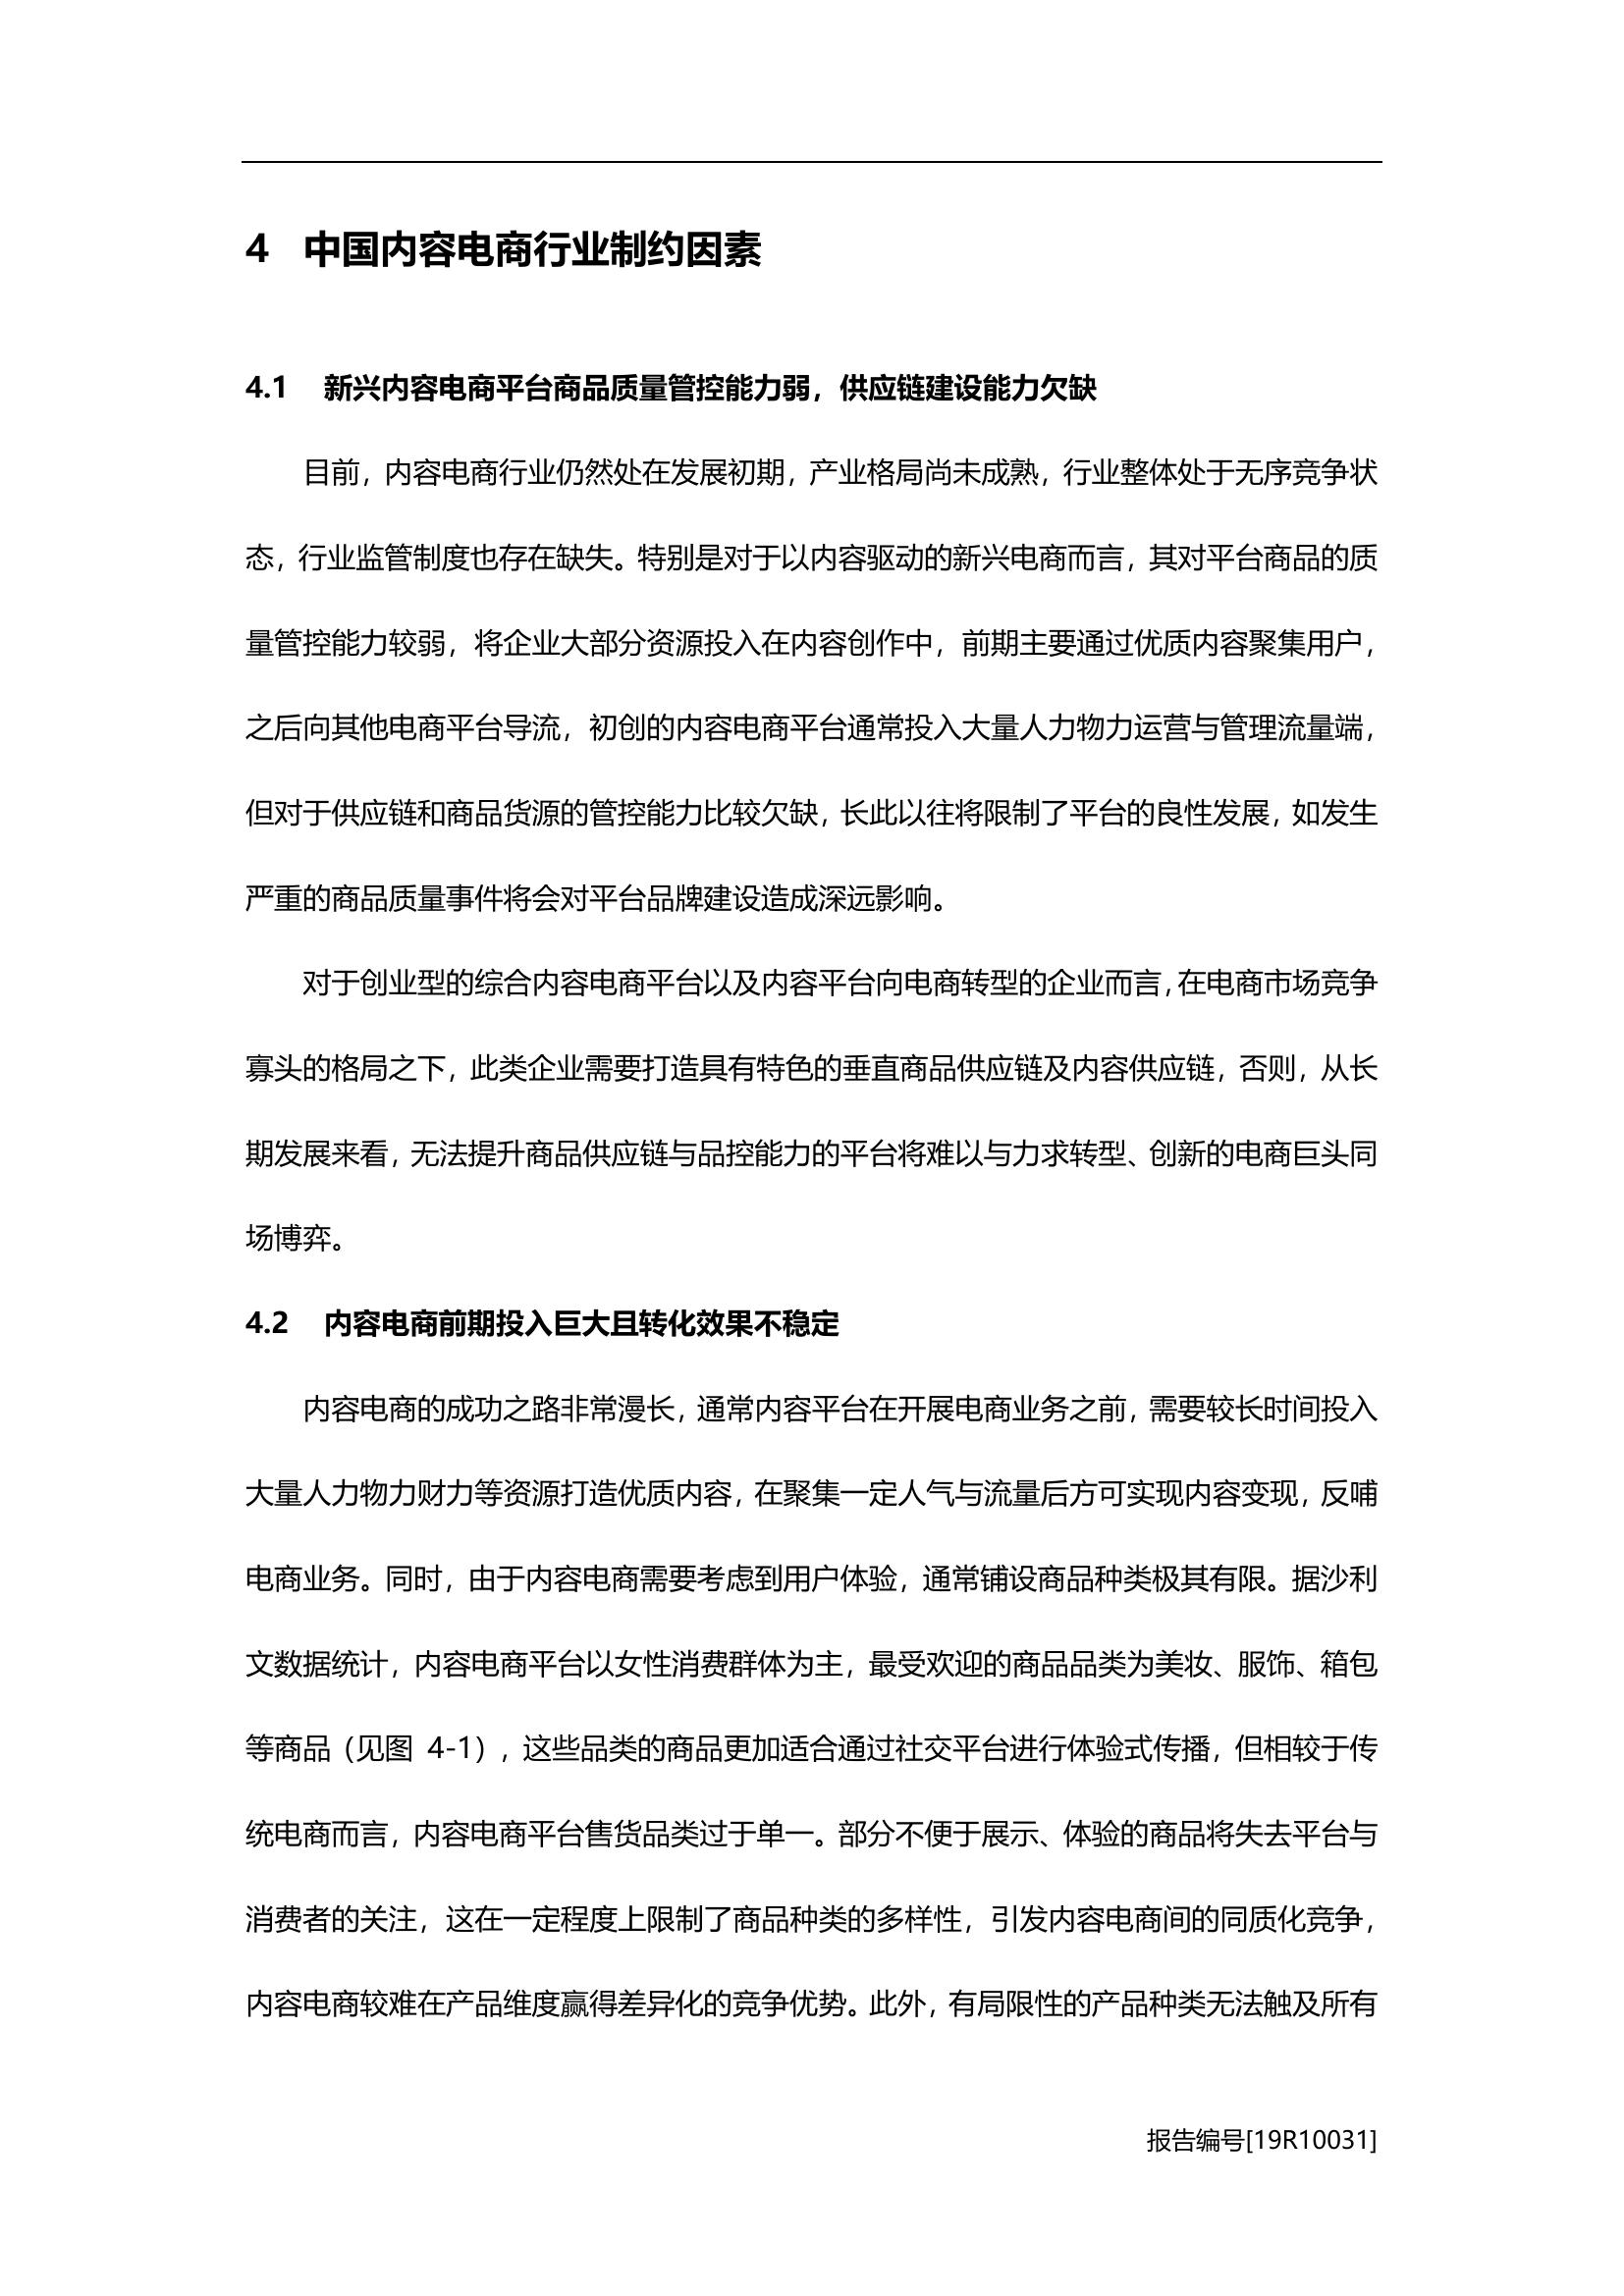 4 中国内容电商行业制约因素
4.1 新兴内容电商平台商品质量管控能力弱，供应链建设能力欠缺
目前，内容电商行业仍然处在发展初期，产业格局尚未成熟，行业整体处于无序竞争状
态，行业监管制度也存在缺失。特别是对于以内容驱动的新兴电商而言，其对平台商品的质
量管控能力较弱，将企业大部分资源投入在内容创作中，前期主要通过优质内容聚集用户，
之后向其他电商平台导流，初创的内容电商平台通常投入大量人力物力运营与管理流量端，
但对于供应链和商品货源的管控能力比较欠缺，长此以往将限制了平台的良性发展，如发生
严重的商品质量事件将会对平台品牌建设造成深远影响。
对于创业型的综合内容电商平台以及内容平台向电商转型的企业而言，在电商市场竞争
寡头的格局之下，此类企业需要打造具有特色的垂直商品供应链及内容供应链，否则，从长
期发展来看，无法提升商品供应链与品控能力的平台将难以与力求转型、创新的电商巨头同
场博弈。
4.2 内容电商前期投入巨大且转化效果不稳定
内容电商的成功之路非常漫长，通常内容平台在开展电商业务之前，需要较长时间投入
大量人力物力财力等资源打造优质内容，在聚集一定人气与流量后方可实现内容变现，反哺
电商业务。同时，由于内容电商需要考虑到用户体验，通常铺设商品种类极其有限。据沙利
文数据统计，内容电商平台以女性消费群体为主，最受欢迎的商品品类为美妆、服饰、箱包
等商品（见图 4-1），这些品类的商品更加适合通过社交平台进行体验式传播，但相较于传
统电商而言，内容电商平台售货品类过于单一。部分不便于展示、体验的商品将失去平台与
消费者的关注，这在一定程度上限制了商品种类的多样性，引发内容电商间的同质化竞争，
内容电商较难在产品维度赢得差异化的竞争优势。此外，有局限性的产品种类无法触及所有
报告编号[19R10031]